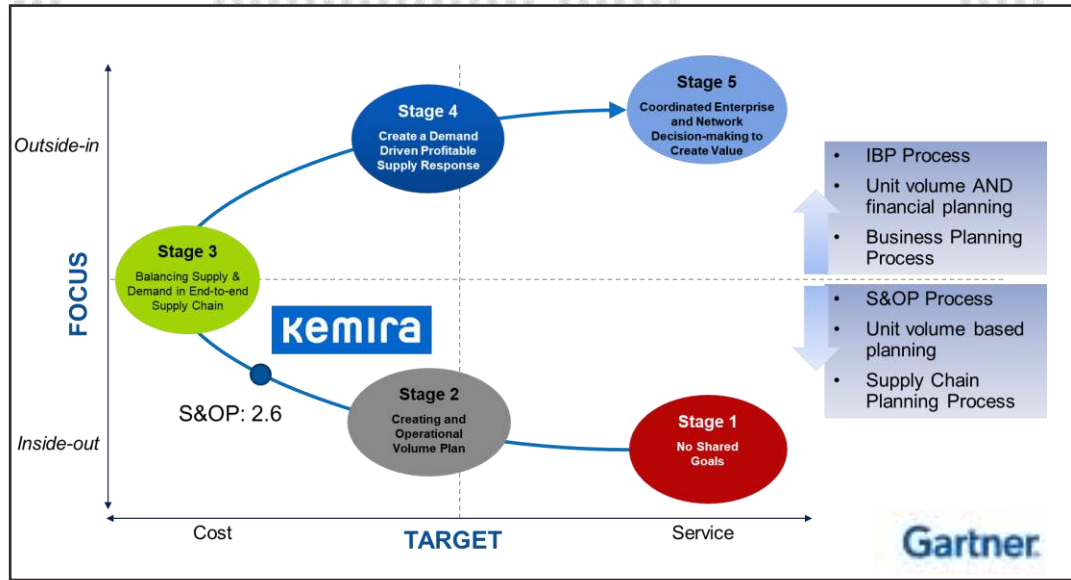 Stage 5
Coordinated Enterprise
and Network
Decision-making to
Create Value
Stage 4
Create a Demand
Driven Profitable
Supply Response
Outside-in
• IBP Process
• Unit volume AND
financial planning
• Business Planning
Process
Stage 3
Balancing Supply &
Demand in End-to-end
Supply Chain
FOCUS
kemira
• S&OP Process
• Unit volume based
planning
• Supply Chain
Planning Process
S&OP: 2.6
Stage 2
Creating and
Operational
Volume Plan
Stage 1
No Shared
Goals
Inside-out
Cost
TARGET
Service
Gartner